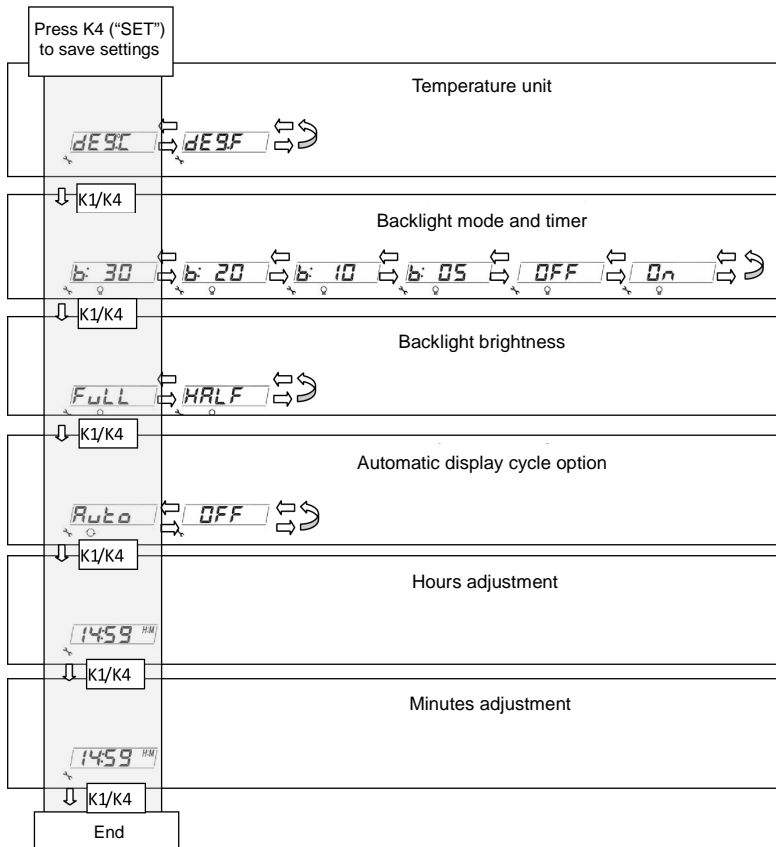 Press K4 (“SET”)
to save settings
Temperature unit
dEg°C dEg.F
K1/K4
Backlight mode and timer
b: 30 b: 20 b: 10 b: 05 OFF On
K1/K4
Backlight brightness
FuLL HALF
K1/K4
Automatic display cycle option
Auto OFF
K1/K4
Hours adjustment
14:59 H:M
K1/K4
Minutes adjustment
14:59 H:M
K1/K4
End